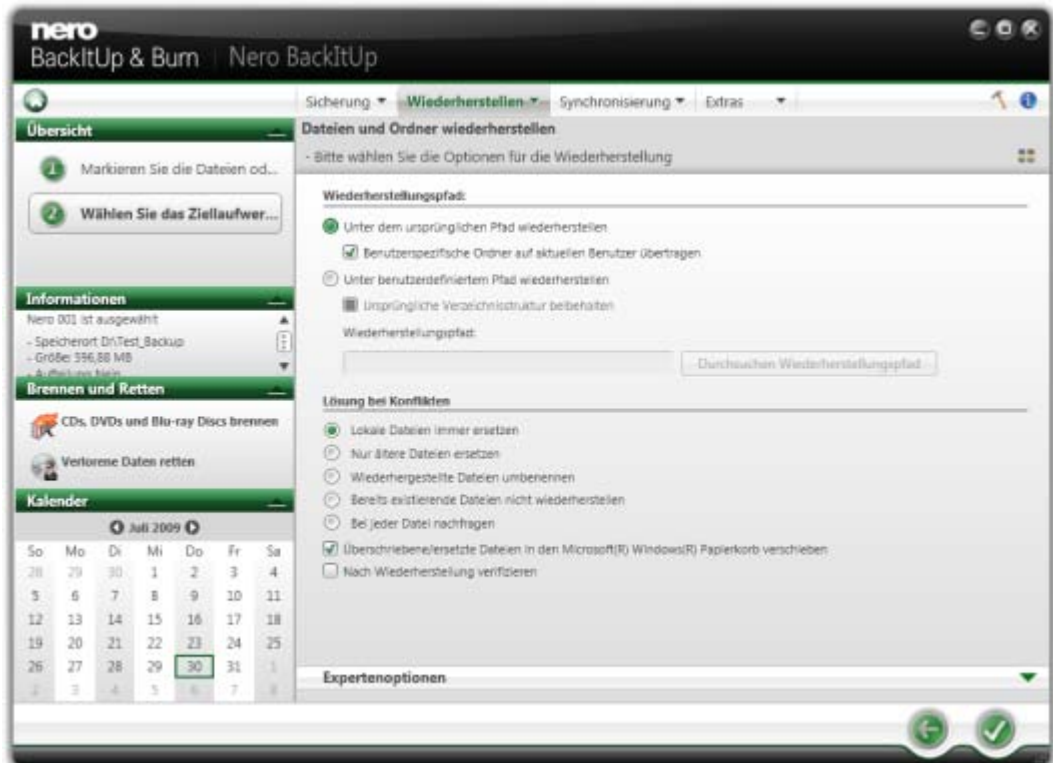 nero
BackItUp & Burn | Nero BackItUp
Sicherung Wiederherstellen Synchronisierung Extras
Übersicht
1 Markieren Sie die Dateien od...
2 Wählen Sie das Ziellaufwer...
Informationen
Nero 001 ist ausgewählt
- Speicherort D:\Test_Backup
- Größe: 596,88 MB
- Aufteilung Nein
Brennen und Retten
CDs, DVDs und Blu-ray Discs brennen
Verlorene Daten retten
Kalender
Juli 2009
So Mo Di Mi Do Fr Sa
28 29 30 1 2 3 4
5 6 7 8 9 10 11
12 13 14 15 16 17 18
19 20 21 22 23 24 25
26 27 28 29 30 31 1
2 3 4 5 6 7 8
Dateien und Ordner wiederherstellen
- Bitte wählen Sie die Optionen für die Wiederherstellung
Wiederherstellungspfad:
Unter dem ursprünglichen Pfad wiederherstellen
Benutzerspezifische Ordner auf aktuellen Benutzer übertragen
Unter benutzerdefiniertem Pfad wiederherstellen
Ursprüngliche Verzeichnisstruktur beibehalten
Wiederherstellungspfad:
Durchsuchen Wiederherstellungspfad
Lösung bei Konflikten
Lokale Dateien immer ersetzen
Nur ältere Dateien ersetzen
Wiederhergestellte Dateien umbenennen
Bereits existierende Dateien nicht wiederherstellen
Bei jeder Datei nachfragen
Überschriebene/ersetzte Dateien in den Microsoft(R) Windows(R) Papierkorb verschieben
Nach Wiederherstellung verifizieren
Expertenoptionen